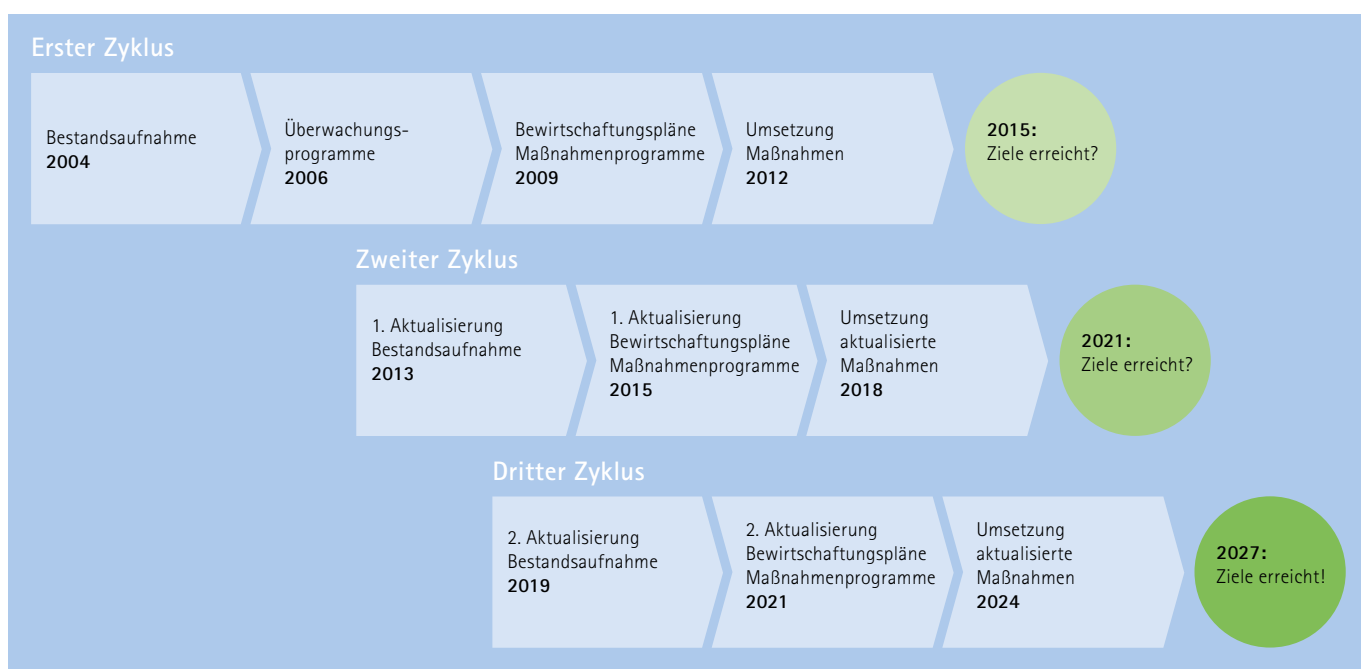 Erster Zyklus
Bestandsaufnahme
2004
Überwachungs-
programme
2006
Bewirtschaftungspläne
Maßnahmenprogramme
2009
Umsetzung
Maßnahmen
2012
2015:
Ziele erreicht?
Zweiter Zyklus
1. Aktualisierung
Bestandsaufnahme
2013
1. Aktualisierung
Bewirtschaftungspläne
Maßnahmenprogramme
2015
Umsetzung
aktualisierte
Maßnahmen
2018
2021:
Ziele erreicht?
Dritter Zyklus
2. Aktualisierung
Bestandsaufnahme
2019
2. Aktualisierung
Bewirtschaftungspläne
Maßnahmenprogramme
2021
Umsetzung
aktualisierte
Maßnahmen
2024
2027:
Ziele erreicht!